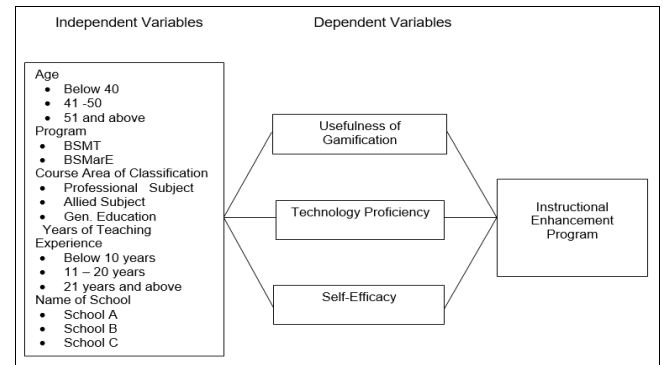 Independent Variables
Dependent Variables
Age
• Below 40
• 41 -50
• 51 and above
Program
• BSMT
• BSMarE
Course Area of Classification
• Professional Subject
• Allied Subject
• Gen. Education
Years of Teaching
Experience
• Below 10 years
• 11 – 20 years
• 21 years and above
Name of School
• School A
• School B
• School C
Usefulness of
Gamification
Technology Proficiency
Self-Efficacy
Instructional
Enhancement
Program